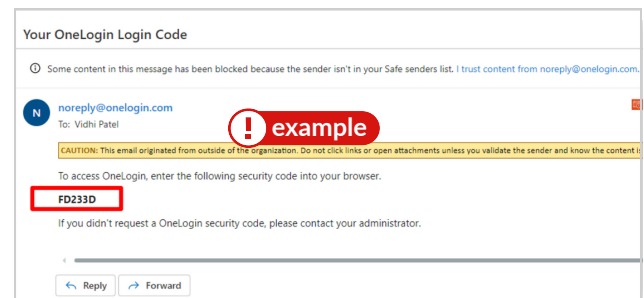 Your OneLogin Login Code
Some content in this message has been blocked because the sender isn't in your Safe senders list. I trust content from noreply@onelogin.com.
N
noreply@onelogin.com
To: Vidhi Patel
! example
CAUTION: This email originated from outside of the organization. Do not click links or open attachments unless you validate the sender and know the content is
To access OneLogin, enter the following security code into your browser.
FD233D
If you didn't request a OneLogin security code, please contact your administrator.
Reply Forward